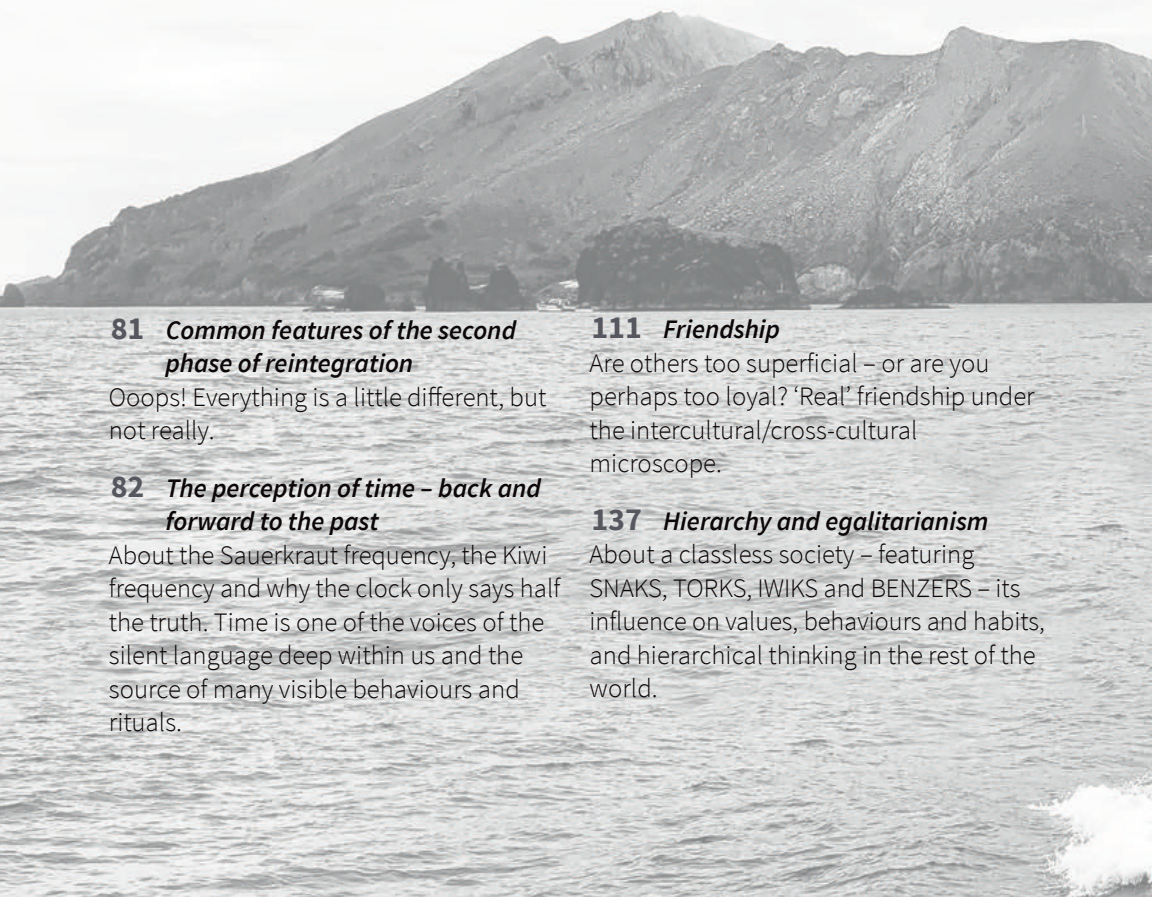 81 Common features of the second
phase of reintegration
Ooops! Everything is a little different, but
not really.
82 The perception of time – back and
forward to the past
About the Sauerkraut frequency, the Kiwi
frequency and why the clock only says half
the truth. Time is one of the voices of the
silent language deep within us and the
source of many visible behaviours and
rituals.
111 Friendship
Are others too superficial – or are you
perhaps too loyal? ‘Real’ friendship under
the intercultural/cross-cultural
microscope.
137 Hierarchy and egalitarianism
About a classless society – featuring
SNAKS, TORKS, IWIKS and BENZERS – its
influence on values, behaviours and habits,
and hierarchical thinking in the rest of the
world.